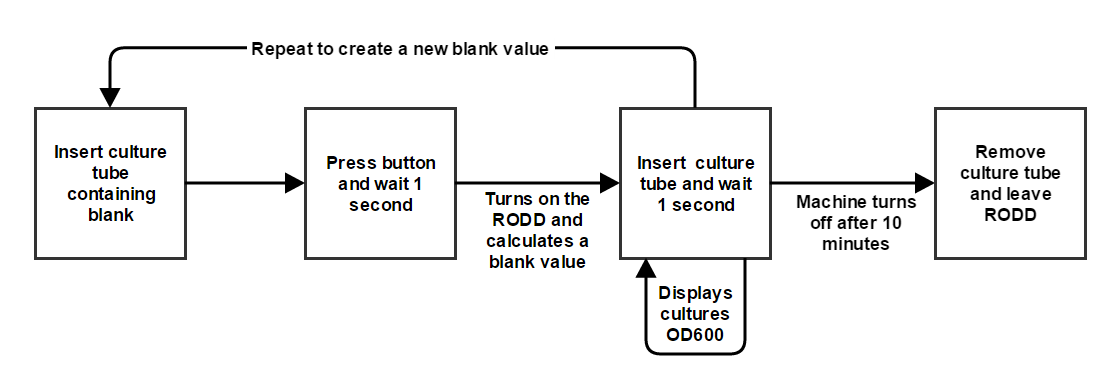 Repeat to create a new blank value
Insert culture
tube
containing
blank
Press button
and wait 1
second
Turns on the
RODD and
calculates a
blank value
Insert culture
tube and wait
1 second
Displays
cultures
OD600
Machine turns
off after 10
minutes
Remove
culture tube
and leave
RODD